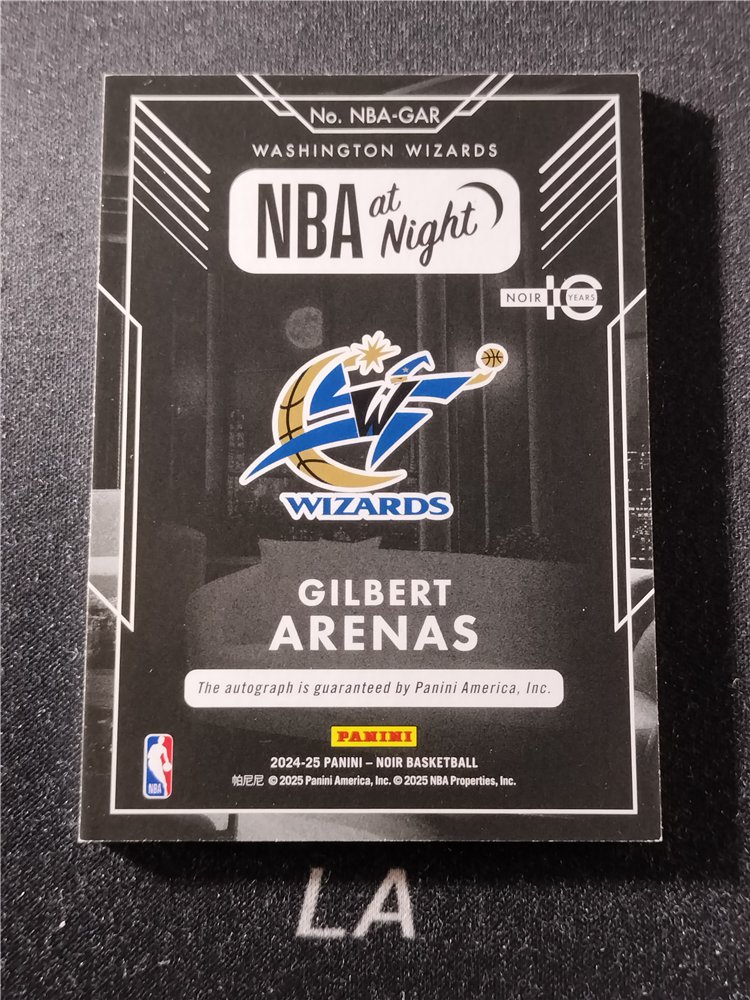 No. NBA-GAR
WASHINGTON WIZARDS
NBA at Night
NOIR 10 YEARS
W
WIZARDS
GILBERT
ARENAS
The autograph is guaranteed by Panini America, Inc.
PANINI
2024-25 PANINI – NOIR BASKETBALL
帕尼尼 © 2025 Panini America, Inc. © 2025 NBA Properties, Inc.
NBA
LA